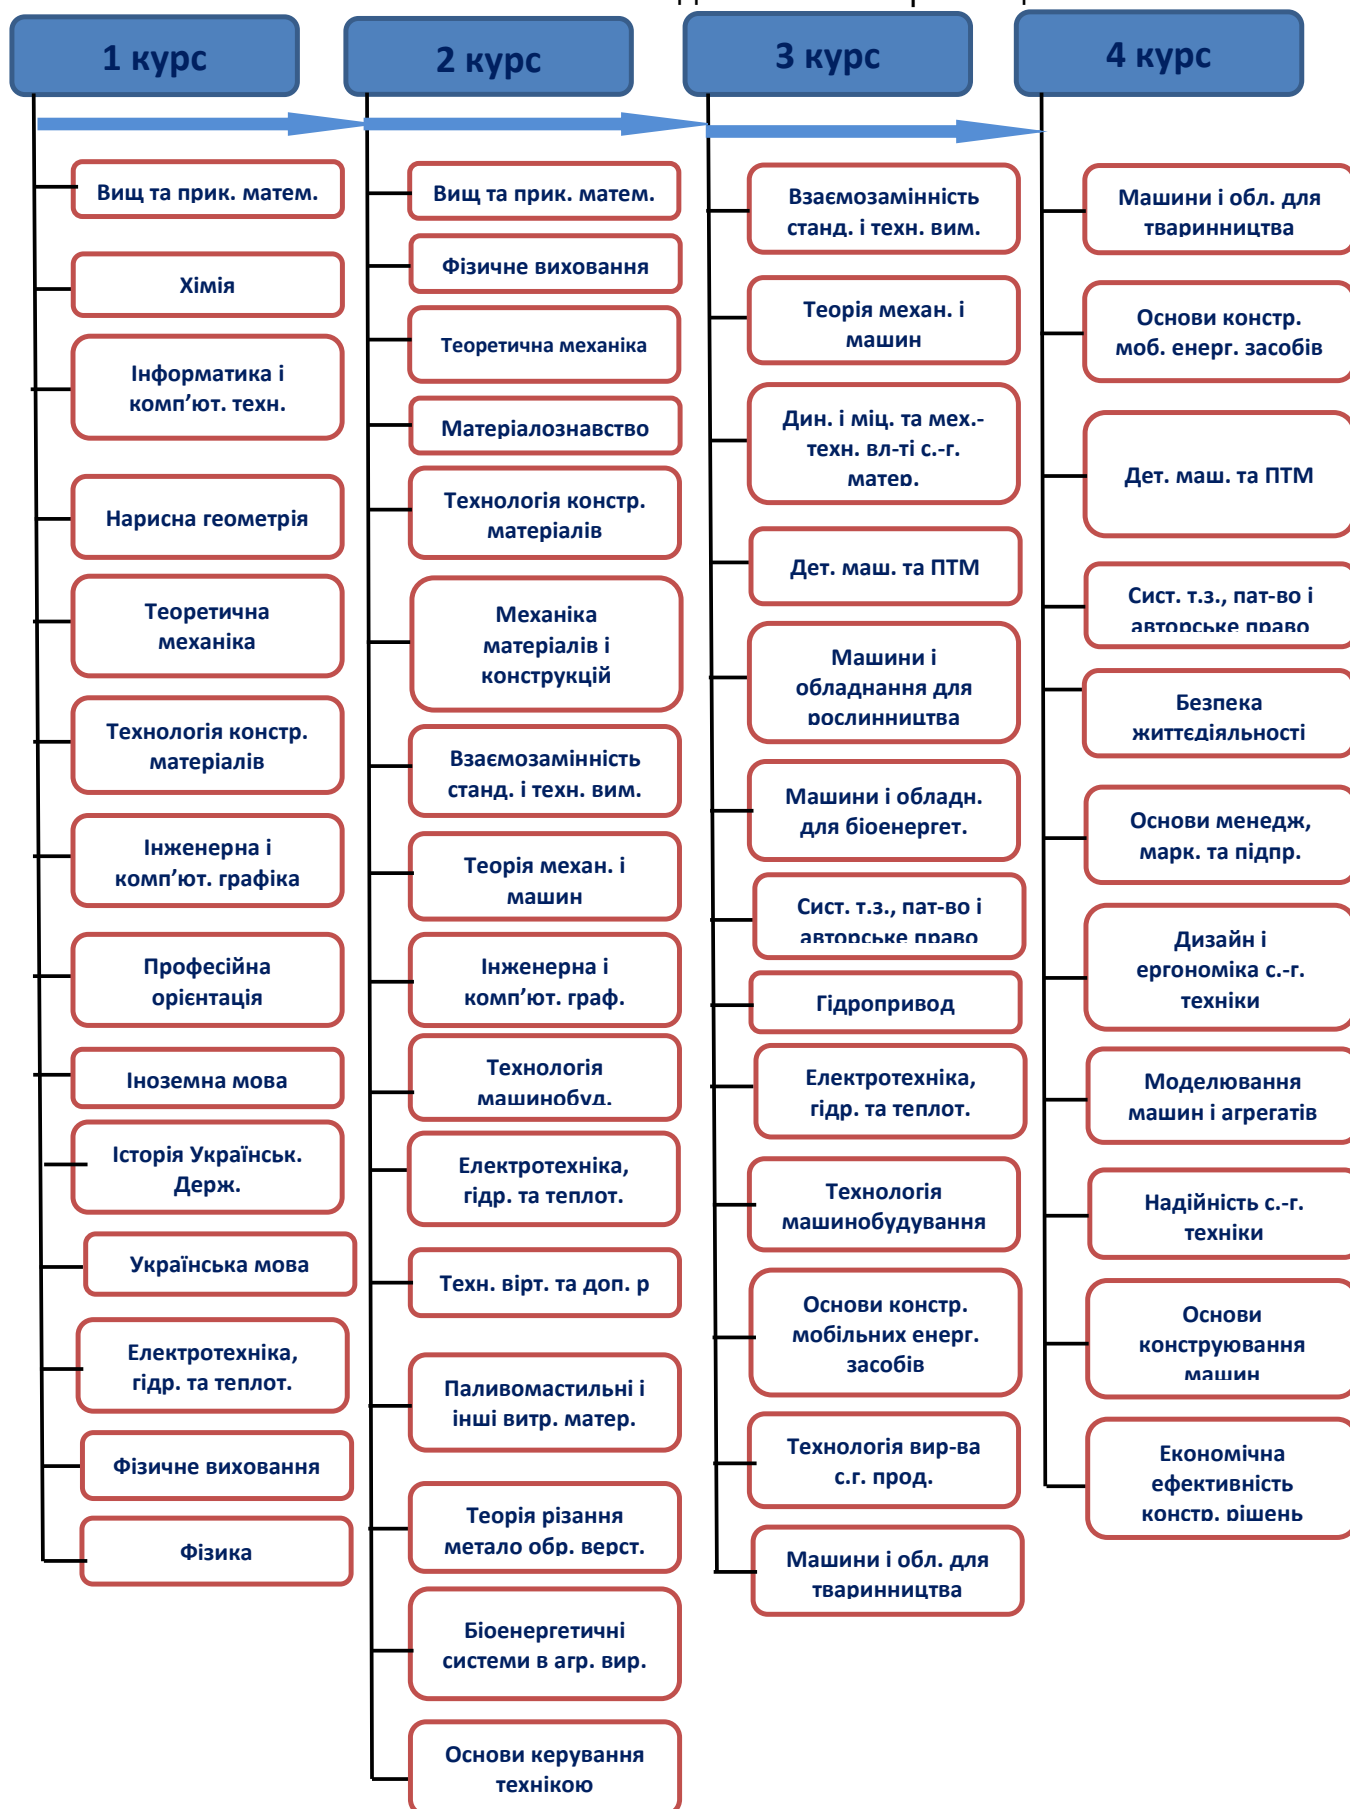 1 курс
Вищ та прик. матем.
Хімія
Інформатика і
комп’ют. техн.
Нарисна геометрія
Теоретична
механіка
Технологія констр.
матеріалів
Інженерна і
комп’ют. графіка
Професійна
орієнтація
Іноземна мова
Історія Українськ.
Держ.
Українська мова
Електротехніка,
гідр. та теплот.
Фізичне виховання
Фізика
2 курс
Вищ та прик. матем.
Фізичне виховання
Теоретична механіка
Матеріалознавство
Технологія констр.
матеріалів
Механіка
матеріалів і
конструкцій
Взаємозамінність
станд. і техн. вим.
Теорія механ. і
машин
Інженерна і
комп’ют. граф.
Технологія
машинобуд.
Електротехніка,
гідр. та теплот.
Техн. вірт. та доп. р
Паливомастильні і
інші витр. матер.
Теорія різання
метало обр. верст.
Біоенергетичні
системи в агр. вир.
Основи керування
технікою
3 курс
Взаємозамінність
станд. і техн. вим.
Теорія механ. і
машин
Дин. і міц. та мех.-
техн. вл-ті с.-г.
матер.
Дет. маш. та ПТМ
Машини і
обладнання для
рослинництва
Машини і обладн.
для біоенергет.
Сист. т.з., пат-во і
авторське право
Гідропривод
Електротехніка,
гідр. та теплот.
Технологія
машинобудування
Основи констр.
мобільних енерг.
засобів
Технологія вир-ва
с.г. прод.
Машини і обл. для
тваринництва
4 курс
Машини і обл. для
тваринництва
Основи констр.
моб. енерг. засобів
Дет. маш. та ПТМ
Сист. т.з., пат-во і
авторське право
Безпека
життєдіяльності
Основи менедж,
марк. та підпр.
Дизайн і
ергономіка с.-г.
техніки
Моделювання
машин і агрегатів
Надійність с.-г.
техніки
Основи
конструювання
машин
Економічна
ефективність
констр. рішень